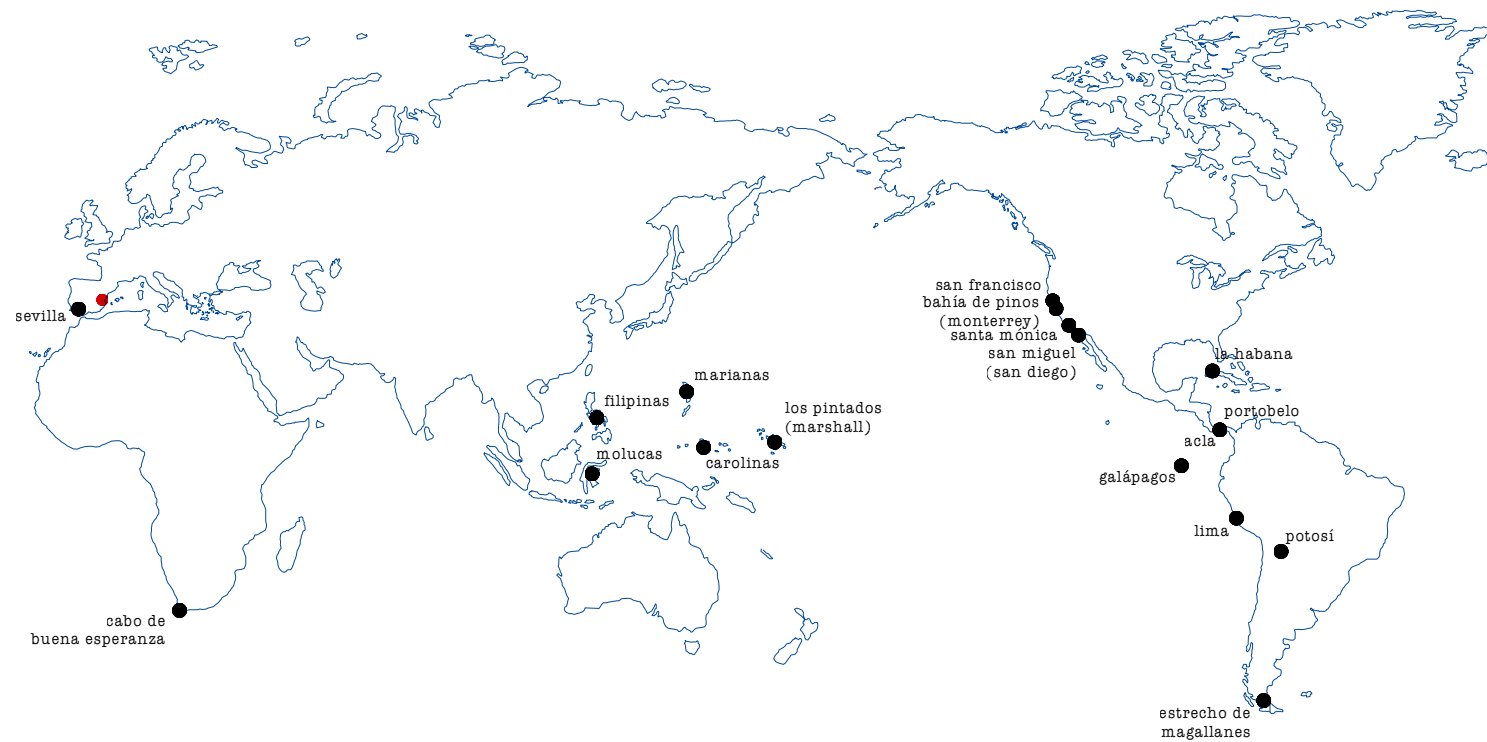 san francisco
bahía de pinos
(monterrey)
santa mónica
san miguel
(san diego)
sevilla
la habana
marianas
filipinas
los pintados
(marshall)
portobelo
acla
molucas
carolinas
galápagos
lima
potosí
cabo de
buena esperanza
estrecho de
magallanes